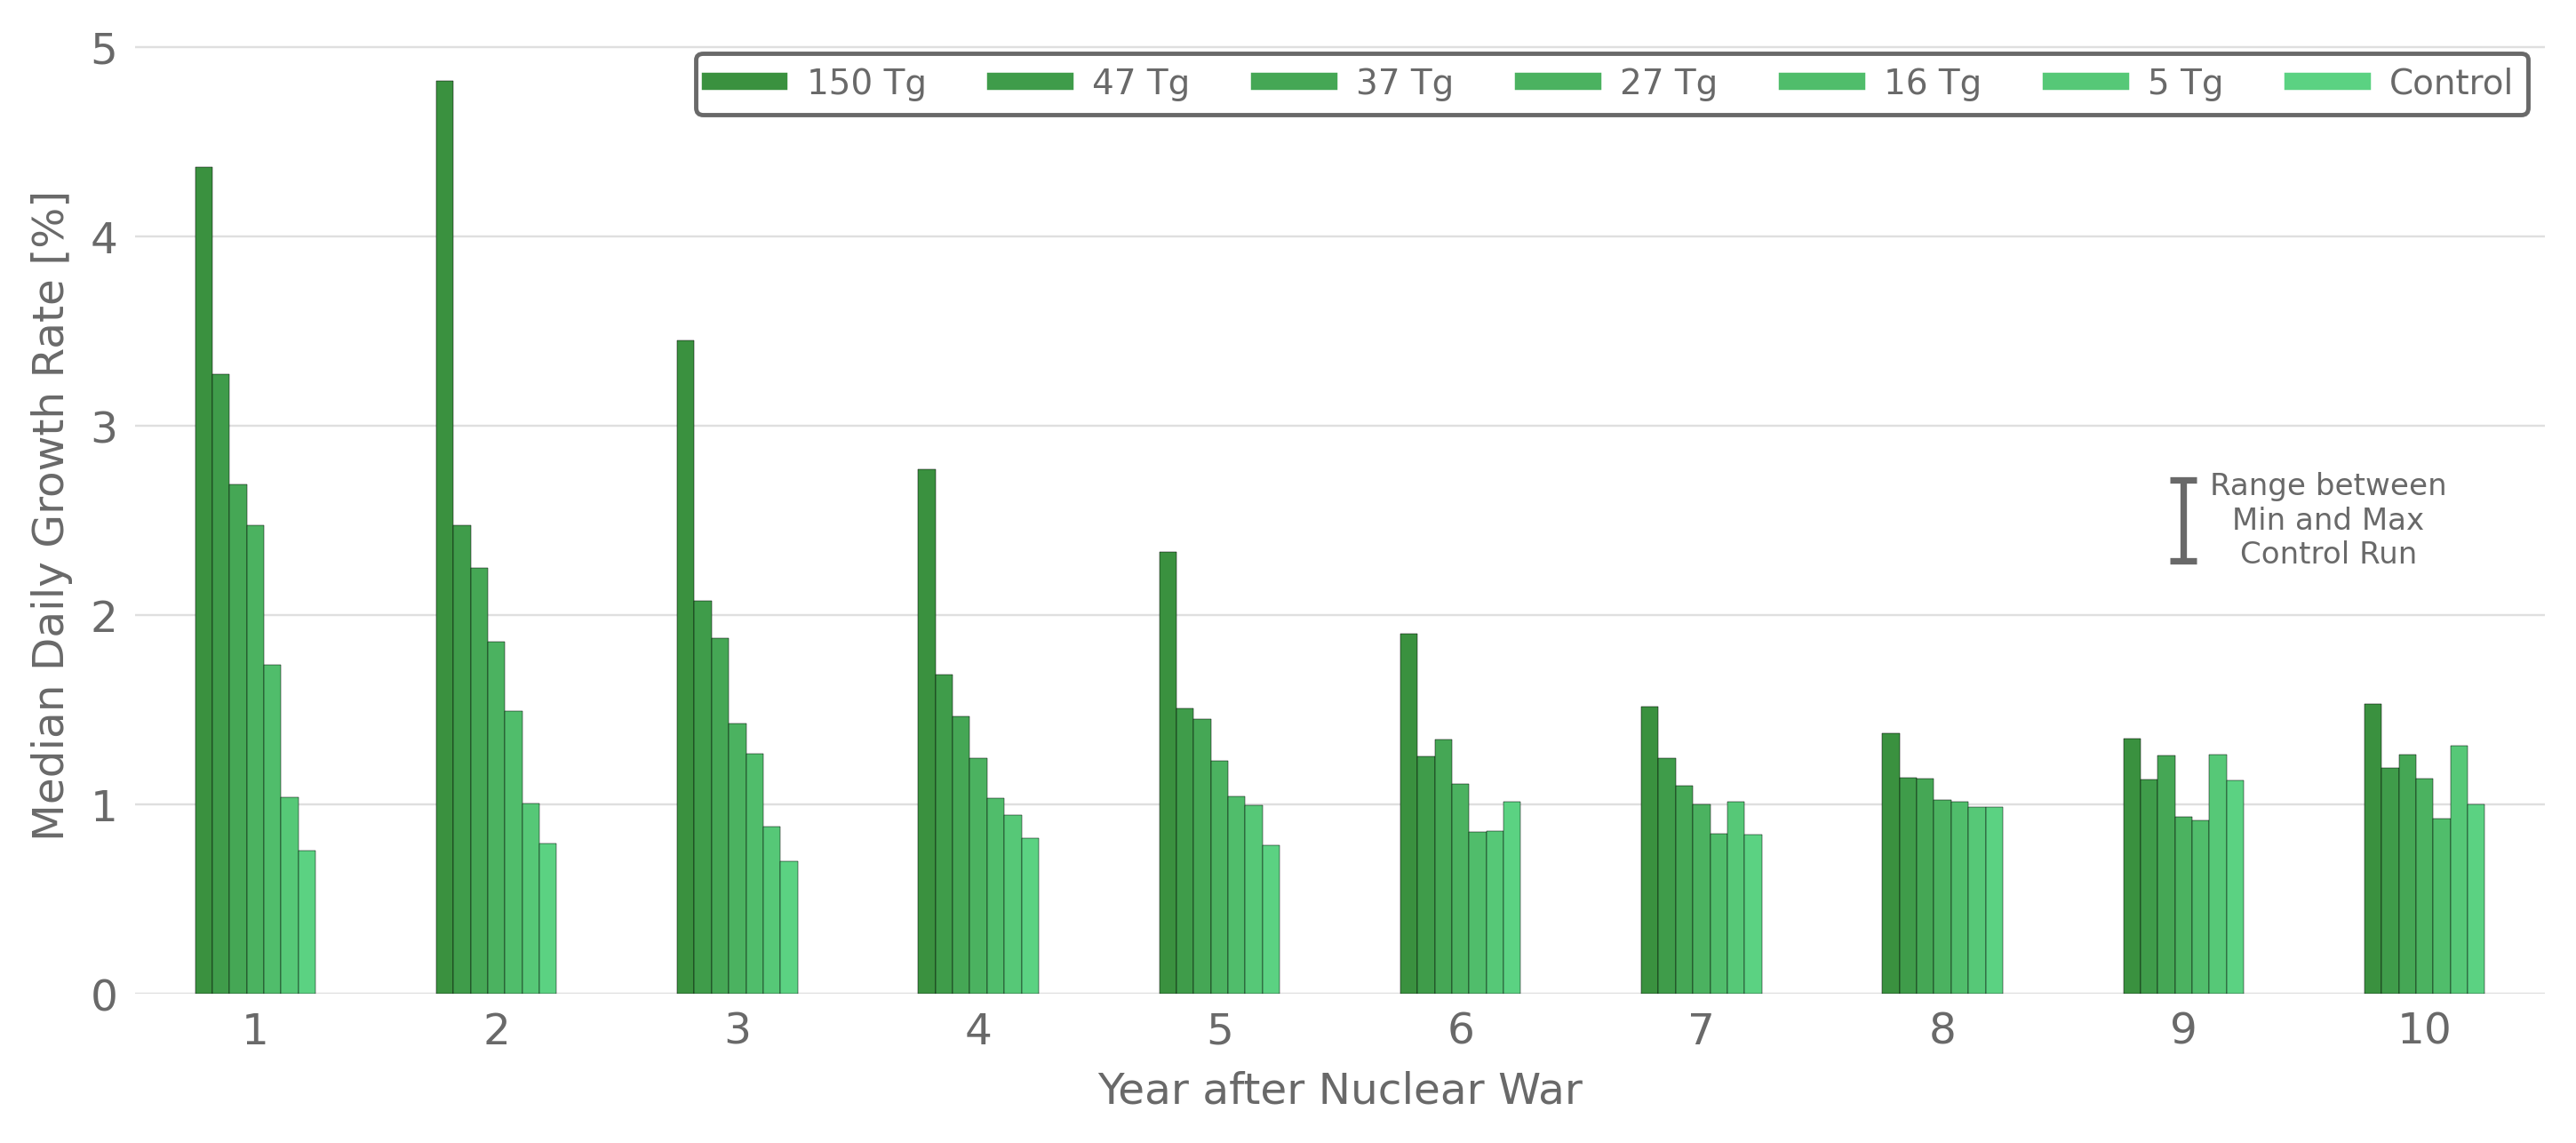 5
150 Tg 47 Tg 37 Tg 27 Tg 16 Tg 5 Tg Control
4
3
2
1
0
Median Daily Growth Rate [%]
Range between
Min and Max
Control Run
1 2 3 4 5 6 7 8 9 10
Year after Nuclear War